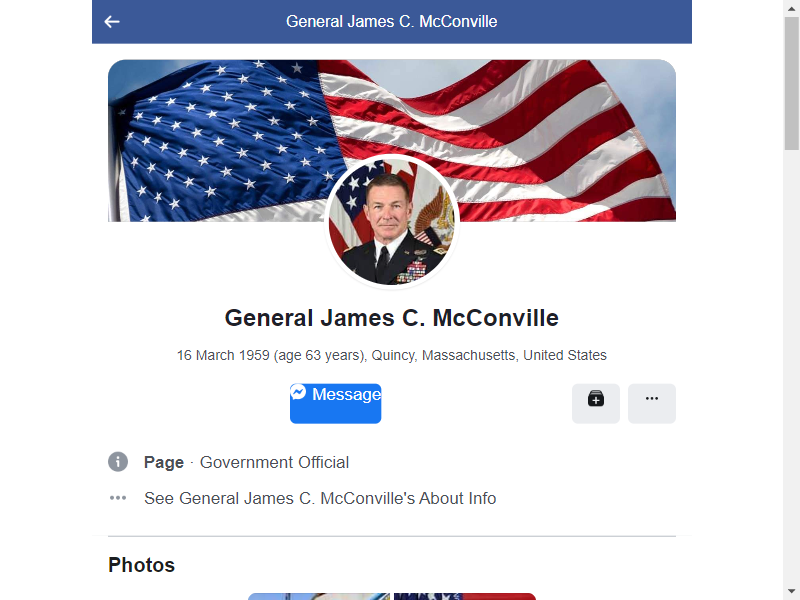 General James C. McConville
General James C. McConville
16 March 1959 (age 63 years), Quincy, Massachusetts, United States
Message
Page · Government Official
See General James C. McConville's About Info
Photos